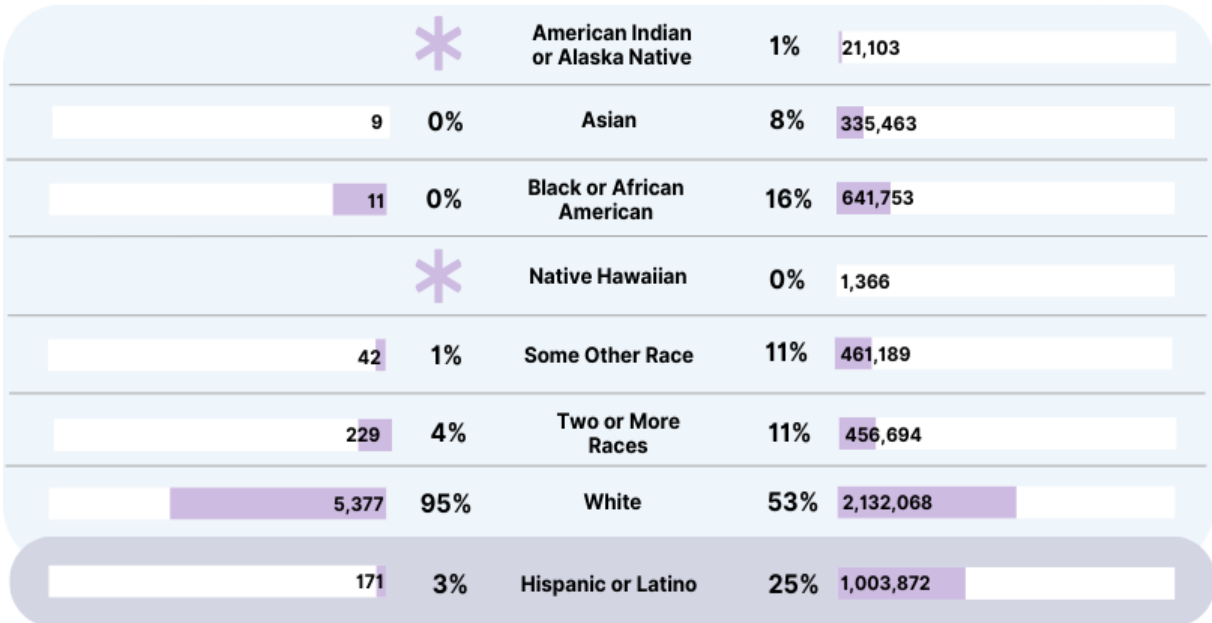 American Indian
or Alaska Native
1%
21,103
9
0%
Asian
8%
335,463
11
0%
Black or African
American
16%
641,753
Native Hawaiian
0%
1,366
42
1%
Some Other Race
11%
461,189
229
4%
Two or More
Races
11%
456,694
5,377
95%
White
53%
2,132,068
171
3%
Hispanic or Latino
25%
1,003,872